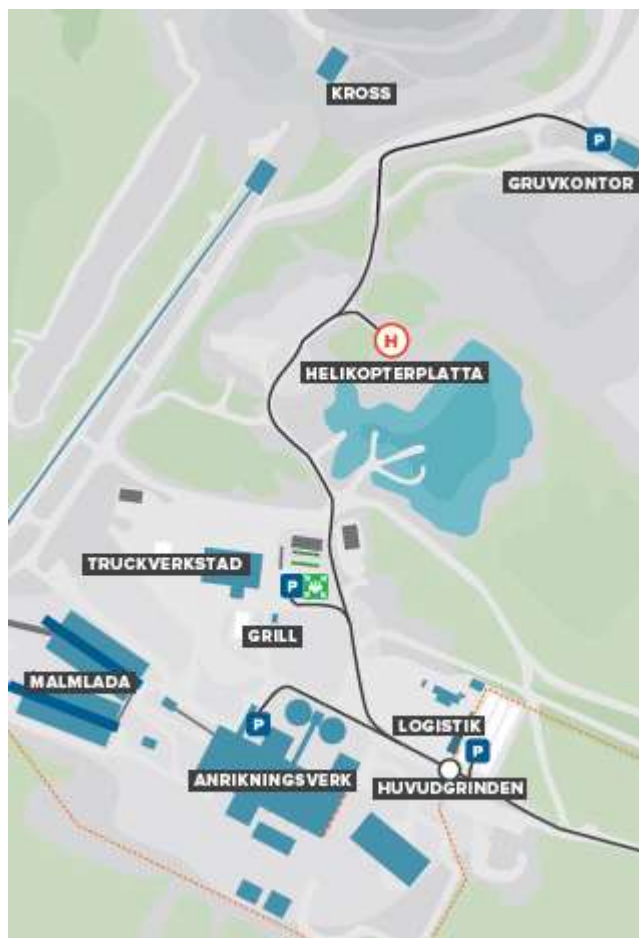 KROSS
P
GRUVKONTOR
H
HELIKOPTERPLATTA
TRUCKVERKSTAD
P
GRILL
MALMLADA
P
LOGISTIK
P
ANRIKNINGSVERK
HUVUDGRINDEN